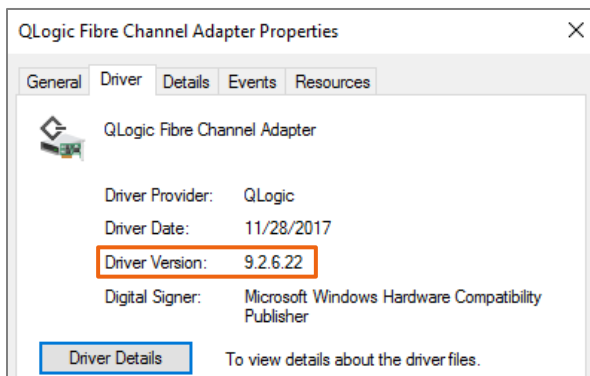 QLogic Fibre Channel Adapter Properties
General Driver Details Events Resources
QLogic Fibre Channel Adapter
Driver Provider: QLogic
Driver Date: 11/28/2017
Driver Version: 9.2.6.22
Digital Signer: Microsoft Windows Hardware Compatibility
Publisher
Driver Details To view details about the driver files.